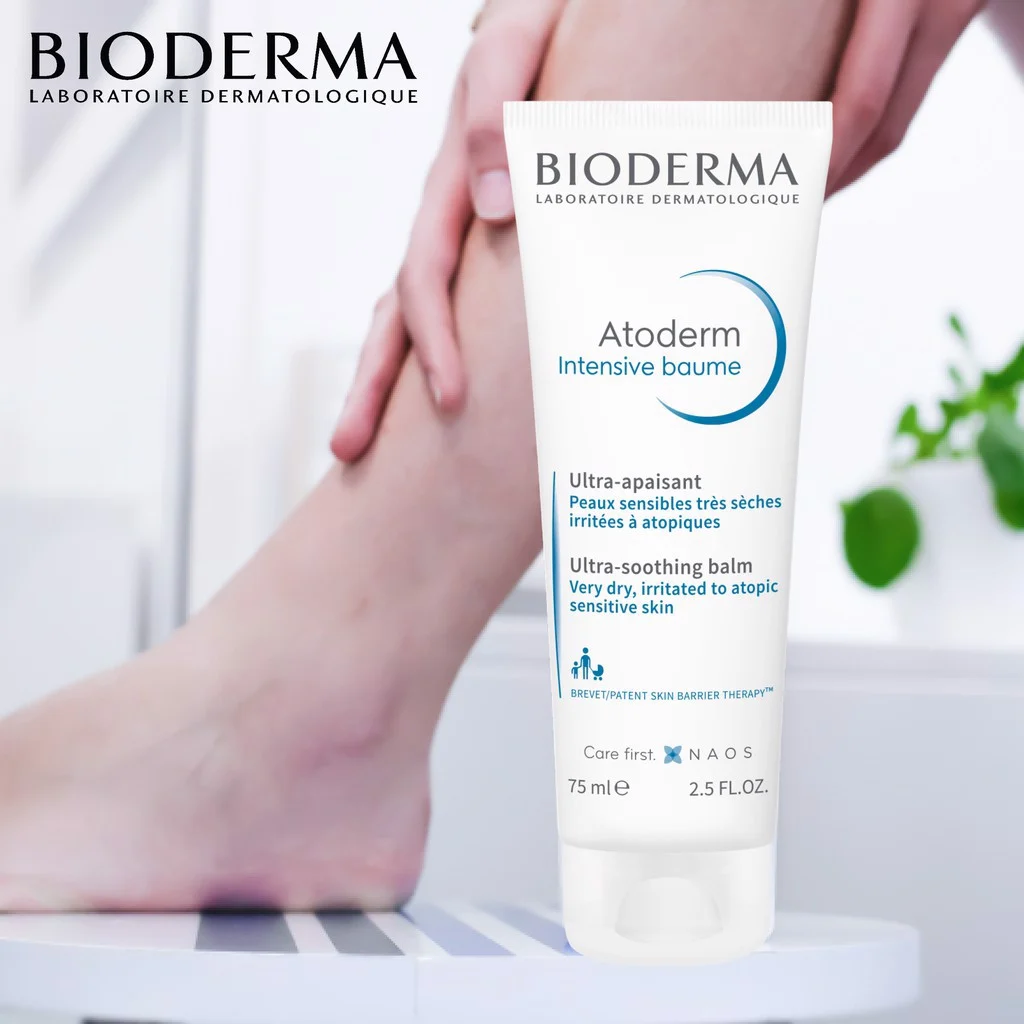 BIODERMA
LABORATOIRE DERMATOLOGIQUE
BIODERMA
LABORATOIRE DERMATOLOGIQUE
Atoderm
Intensive baume
Ultra-apaisant
Peaux sensibles très sèches
irritées à atopiques
Ultra-soothing balm
Very dry, irritated to atopic
sensitive skin
BREVET/PATENT SKIN BARRIER THERAPY™
Care first. NAOS
75 ml ℮ 2.5 FL.OZ.